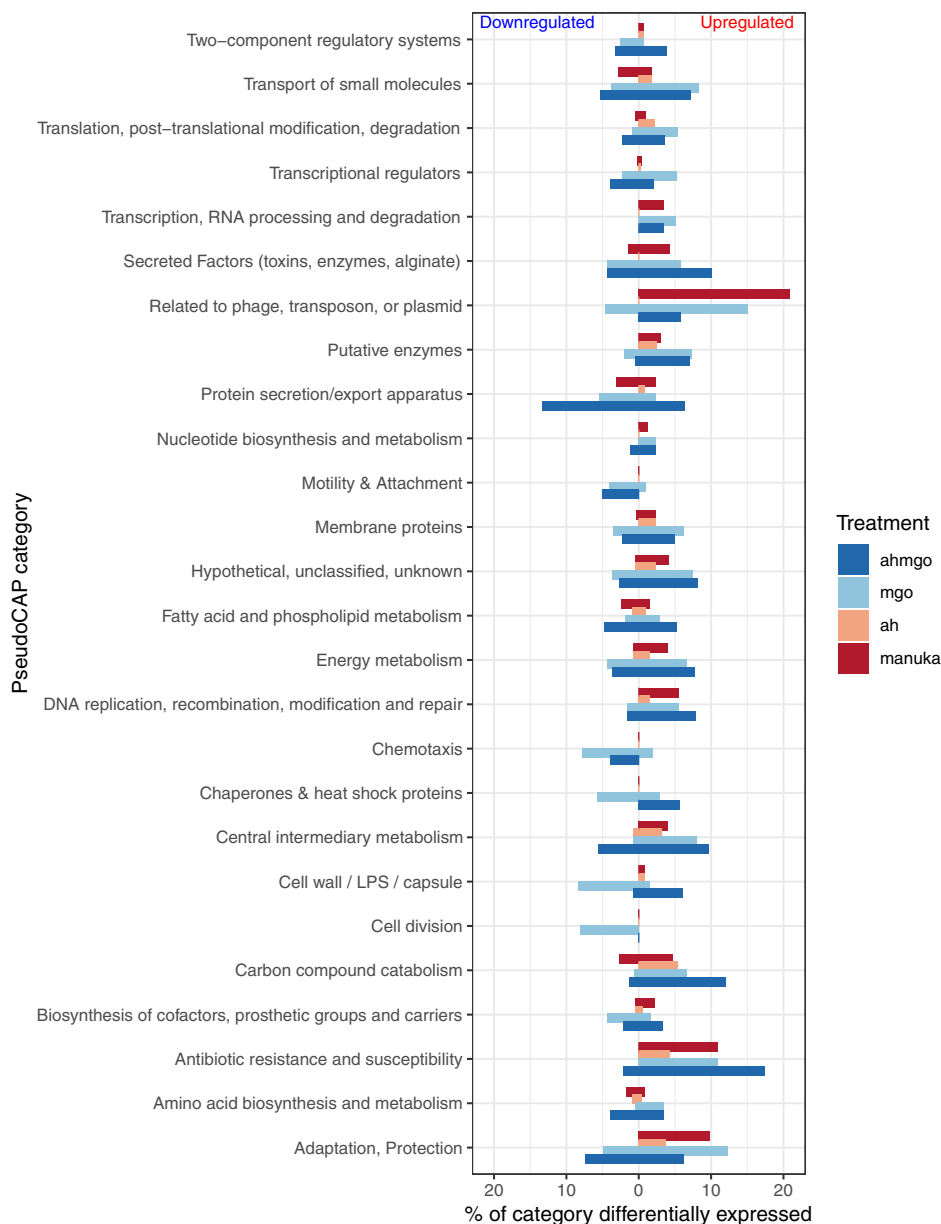 Downregulated Upregulated
Two−component regulatory systems
Transport of small molecules
Translation, post−translational modification, degradation
Transcriptional regulators
Transcription, RNA processing and degradation
Secreted Factors (toxins, enzymes, alginate)
Related to phage, transposon, or plasmid
Putative enzymes
Protein secretion/export apparatus
Nucleotide biosynthesis and metabolism
Motility & Attachment
Membrane proteins
Hypothetical, unclassified, unknown
Fatty acid and phospholipid metabolism
Energy metabolism
DNA replication, recombination, modification and repair
Chemotaxis
Chaperones & heat shock proteins
Central intermediary metabolism
Cell wall / LPS / capsule
Cell division
Carbon compound catabolism
Biosynthesis of cofactors, prosthetic groups and carriers
Antibiotic resistance and susceptibility
Amino acid biosynthesis and metabolism
Adaptation, Protection
PseudoCAP category
20 10 0 10 20
% of category differentially expressed
Treatment
ahmgo
mgo
ah
manuka